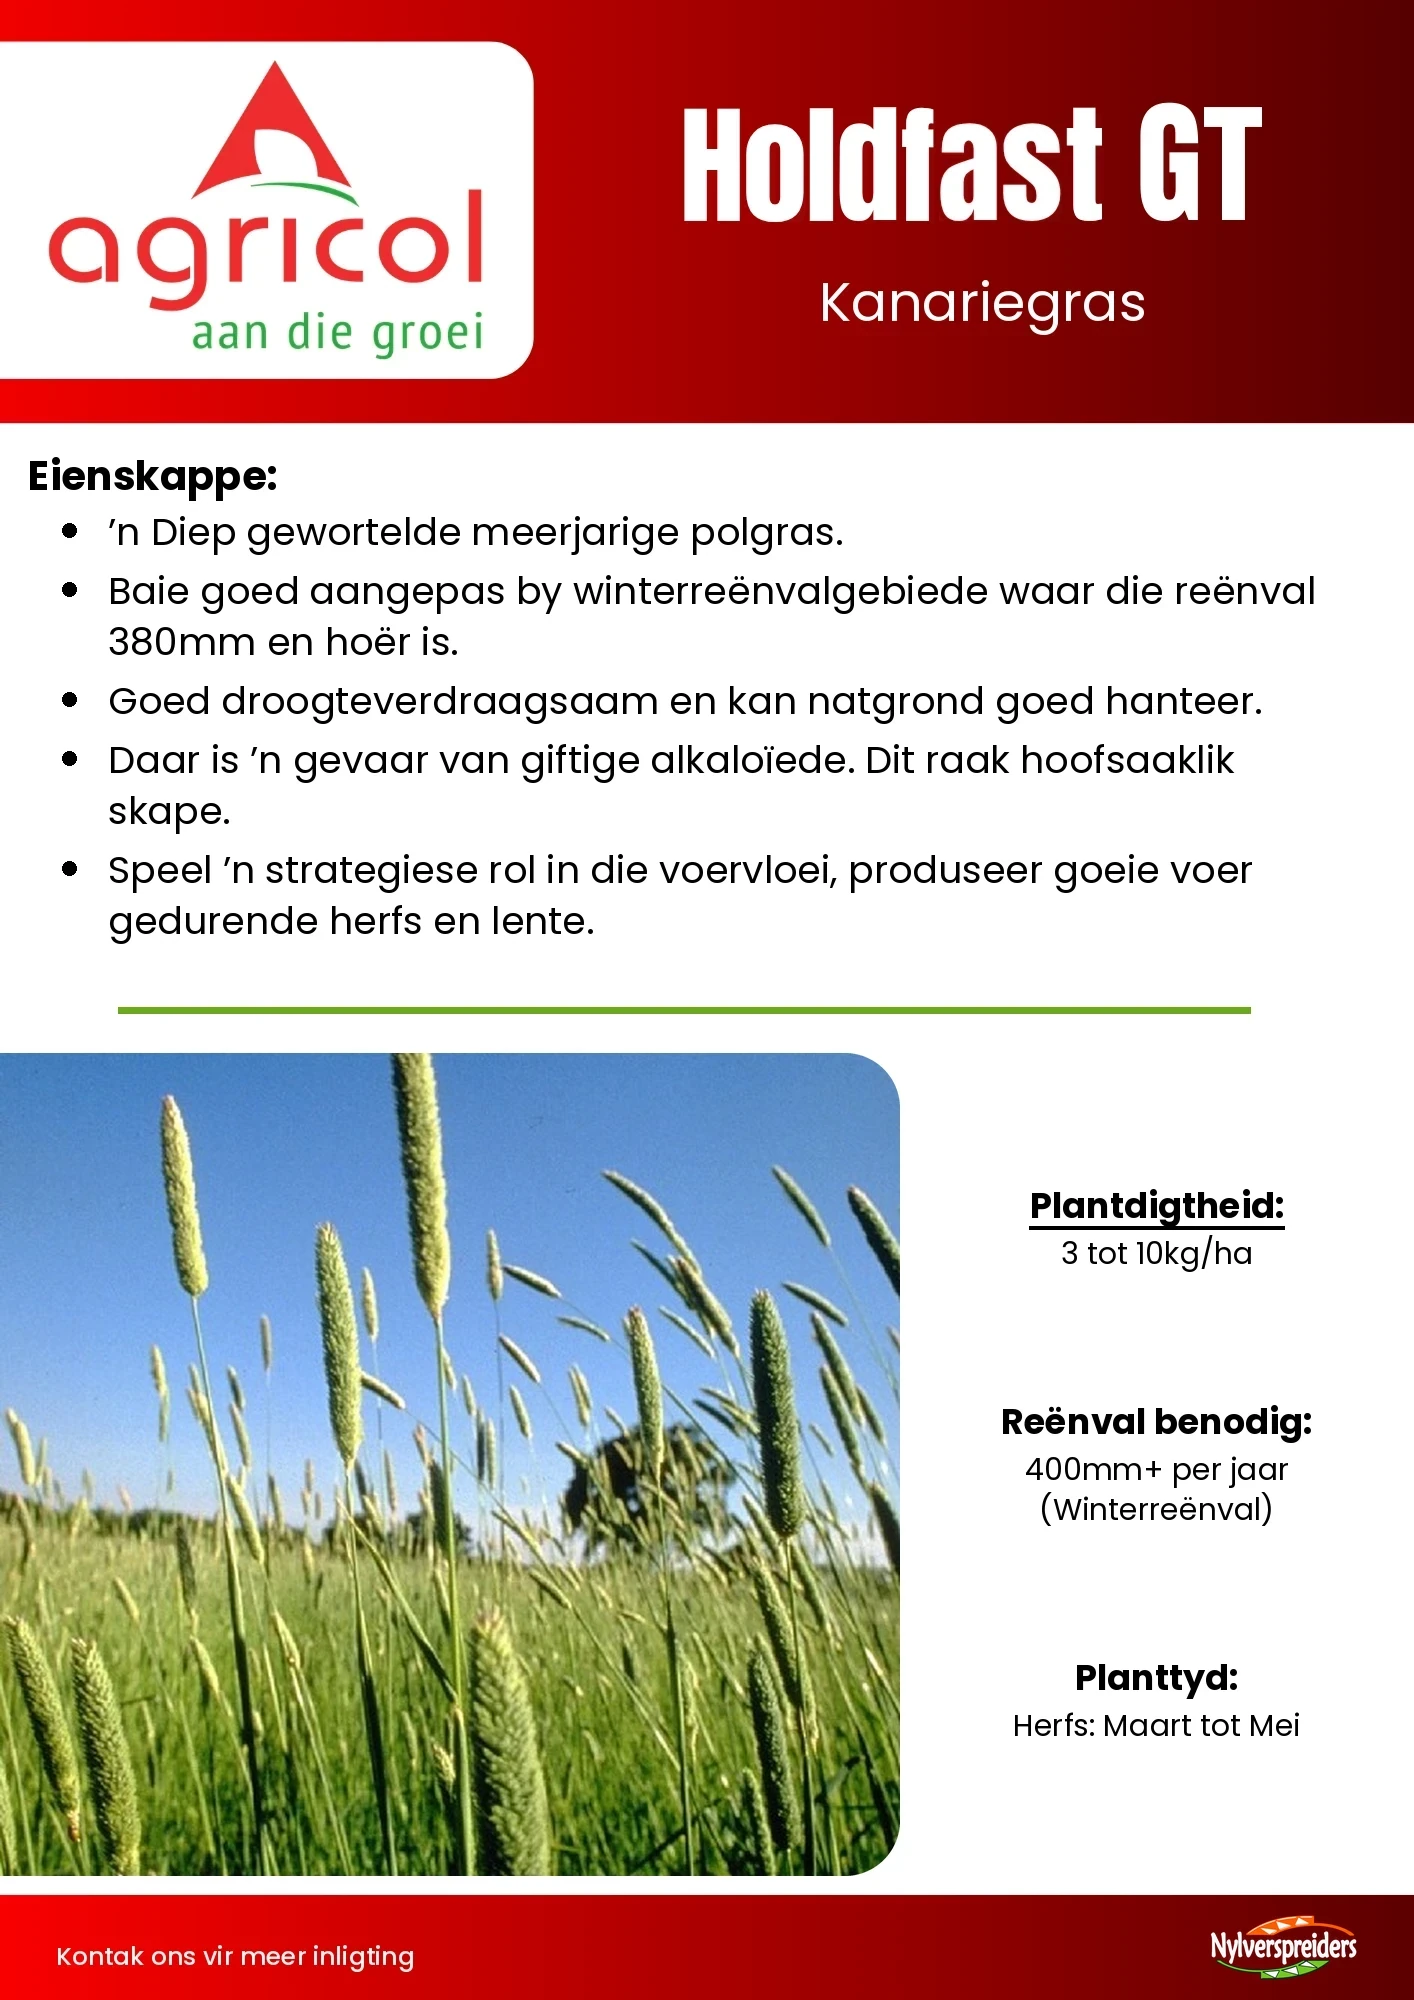 agricol
aan die groei
Holdfast GT
Kanariegras
Eienskappe:
• ’n Diep gewortelde meerjarige polgras.
• Baie goed aangepas by winterreënvalgebiede waar die reënval
380mm en hoër is.
• Goed droogteverdraagsaam en kan natgrond goed hanteer.
• Daar is ’n gevaar van giftige alkaloïede. Dit raak hoofsaaklik
skape.
• Speel ’n strategiese rol in die voervloei, produseer goeie voer
gedurende herfs en lente.
Plantdigtheid:
3 tot 10kg/ha
Reënval benodig:
400mm+ per jaar
(Winterreënval)
Planttyd:
Herfs: Maart tot Mei
Kontak ons vir meer inligting
Nylverspreiders